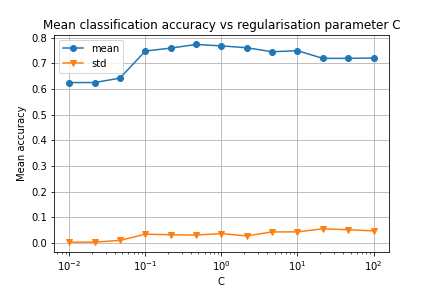 Mean classification accuracy vs regularisation parameter C
0.8
0.7
0.6
0.5
0.4
0.3
0.2
0.1
0.0
mean
std
Mean accuracy
10⁻²
10⁻¹
10⁰
10¹
10²
C